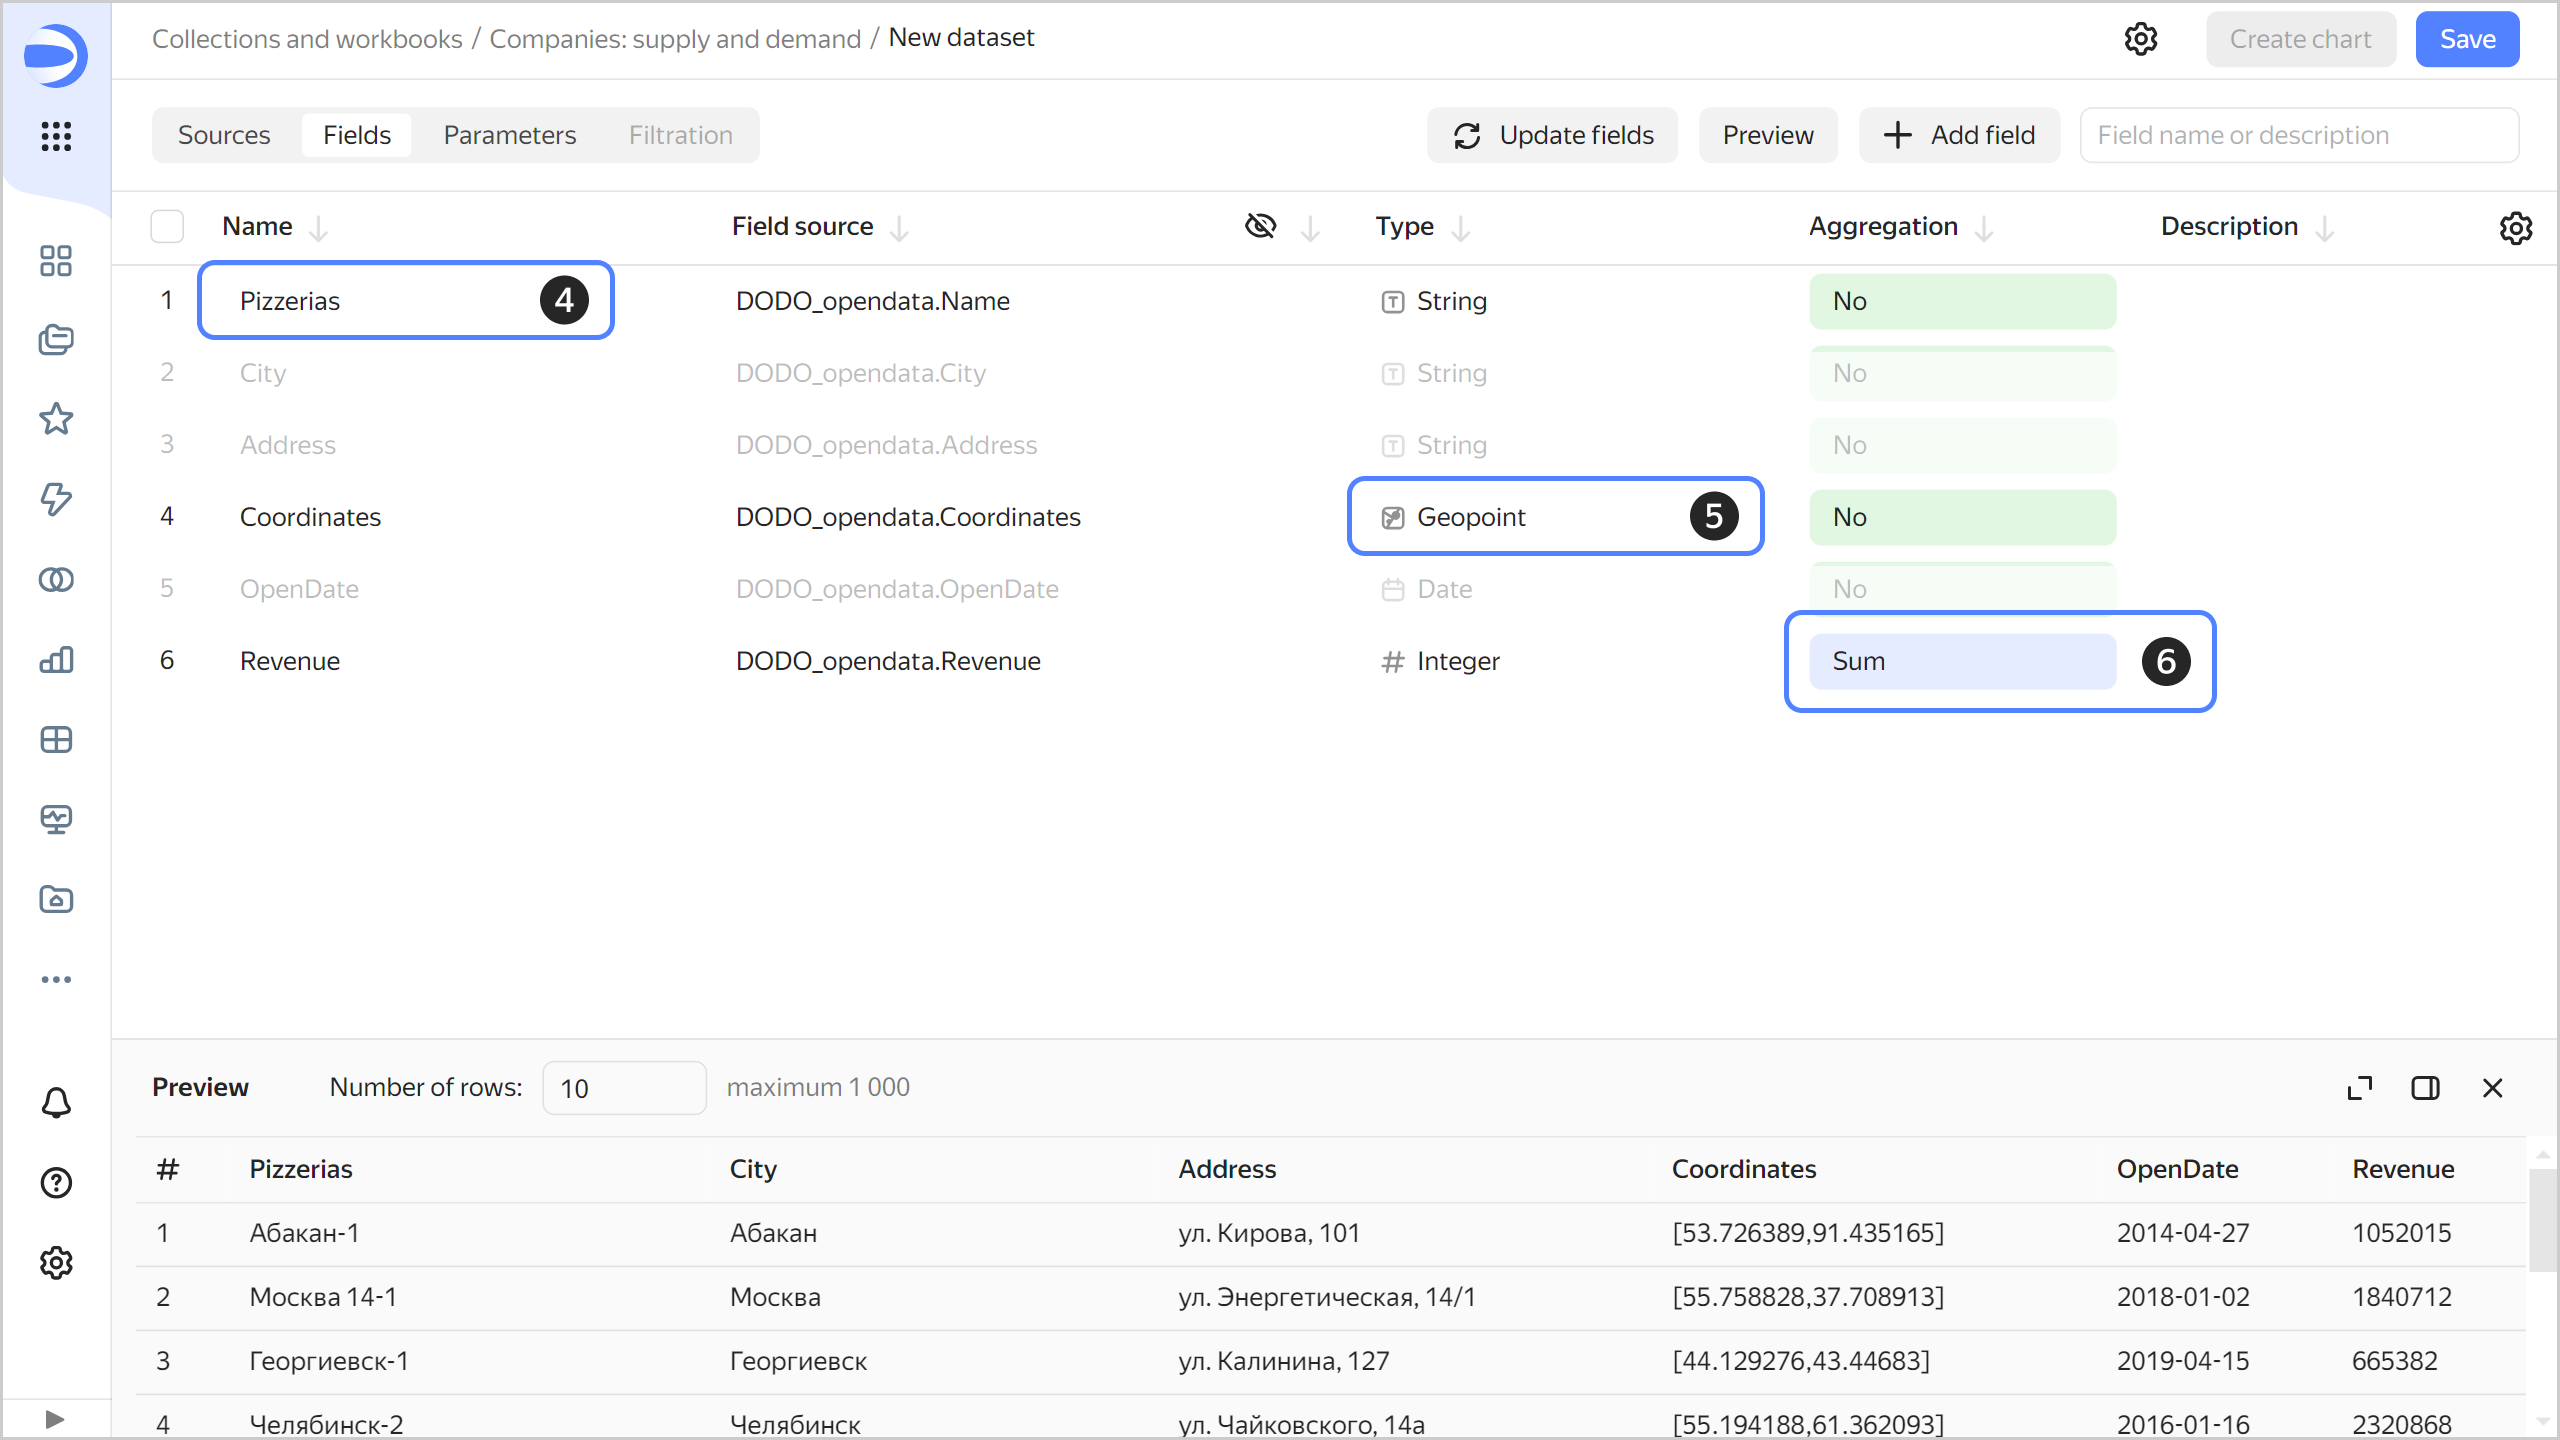 Collections and workbooks / Companies: supply and demand / New dataset
Create chart
Save
Sources
Fields
Parameters
Filtration
Update fields
Preview
Add field
Field name or description
Name
Field source
Type
Aggregation
Description
1 Pizzerias 4 DODO_opendata.Name String No
2 City DODO_opendata.City String No
3 Address DODO_opendata.Address String No
4 Coordinates DODO_opendata.Coordinates Geopoint 5 No
5 OpenDate DODO_opendata.OpenDate Date No
6 Revenue DODO_opendata.Revenue Integer Sum 6
Preview Number of rows: 10 maximum 1 000
# Pizzerias City Address Coordinates OpenDate Revenue
1 Абакан-1 Абакан ул. Кирова, 101 [53.726389,91.435165] 2014-04-27 1052015
2 Москва 14-1 Москва ул. Энергетическая, 14/1 [55.758828,37.708913] 2018-01-02 1840712
3 Георгиевск-1 Георгиевск ул. Калинина, 127 [44.129276,43.44683] 2019-04-15 665382
4 Челябинск-2 Челябинск ул. Чайковского, 14а [55.194188,61.362093] 2016-01-16 2320868